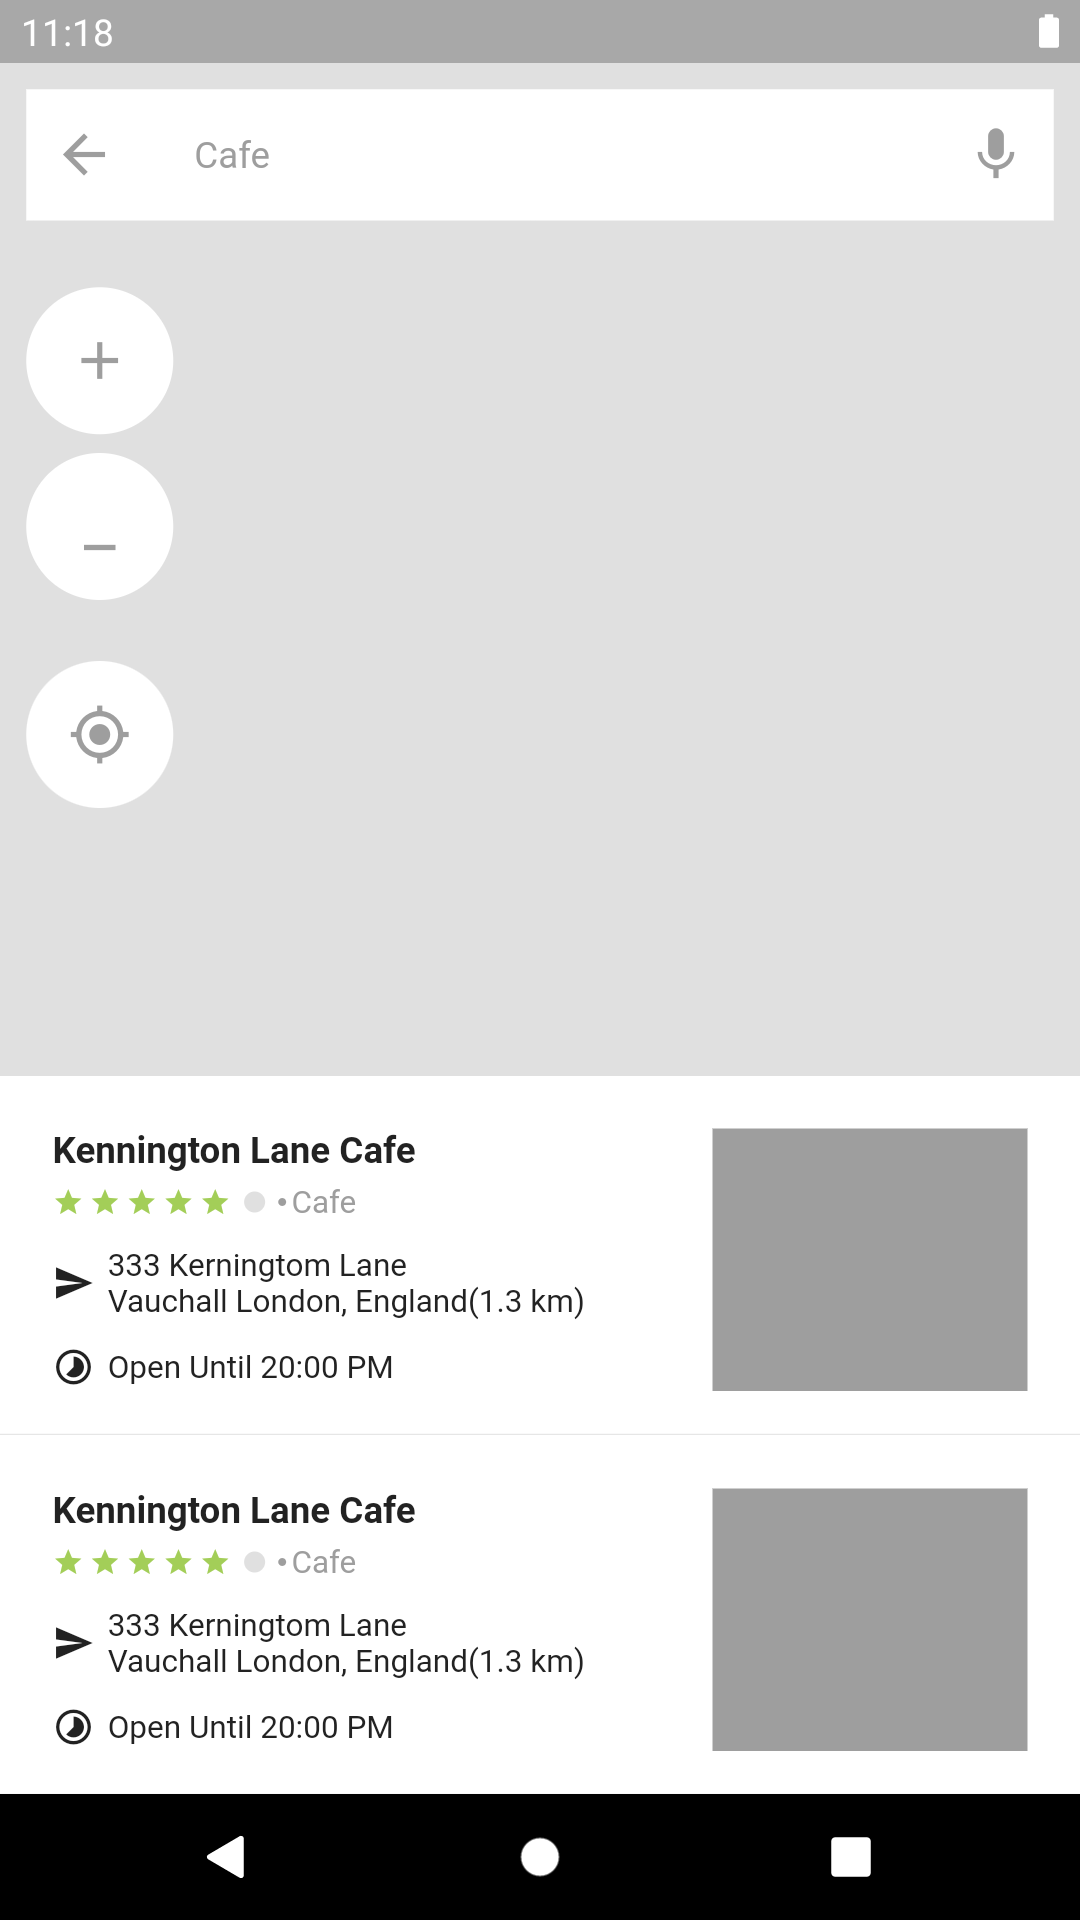 11:18
Cafe
Kennington Lane Cafe
•Cafe
333 Kerningtom Lane
Vauchall London, England(1.3 km)
Open Until 20:00 PM
Kennington Lane Cafe
•Cafe
333 Kerningtom Lane
Vauchall London, England(1.3 km)
Open Until 20:00 PM